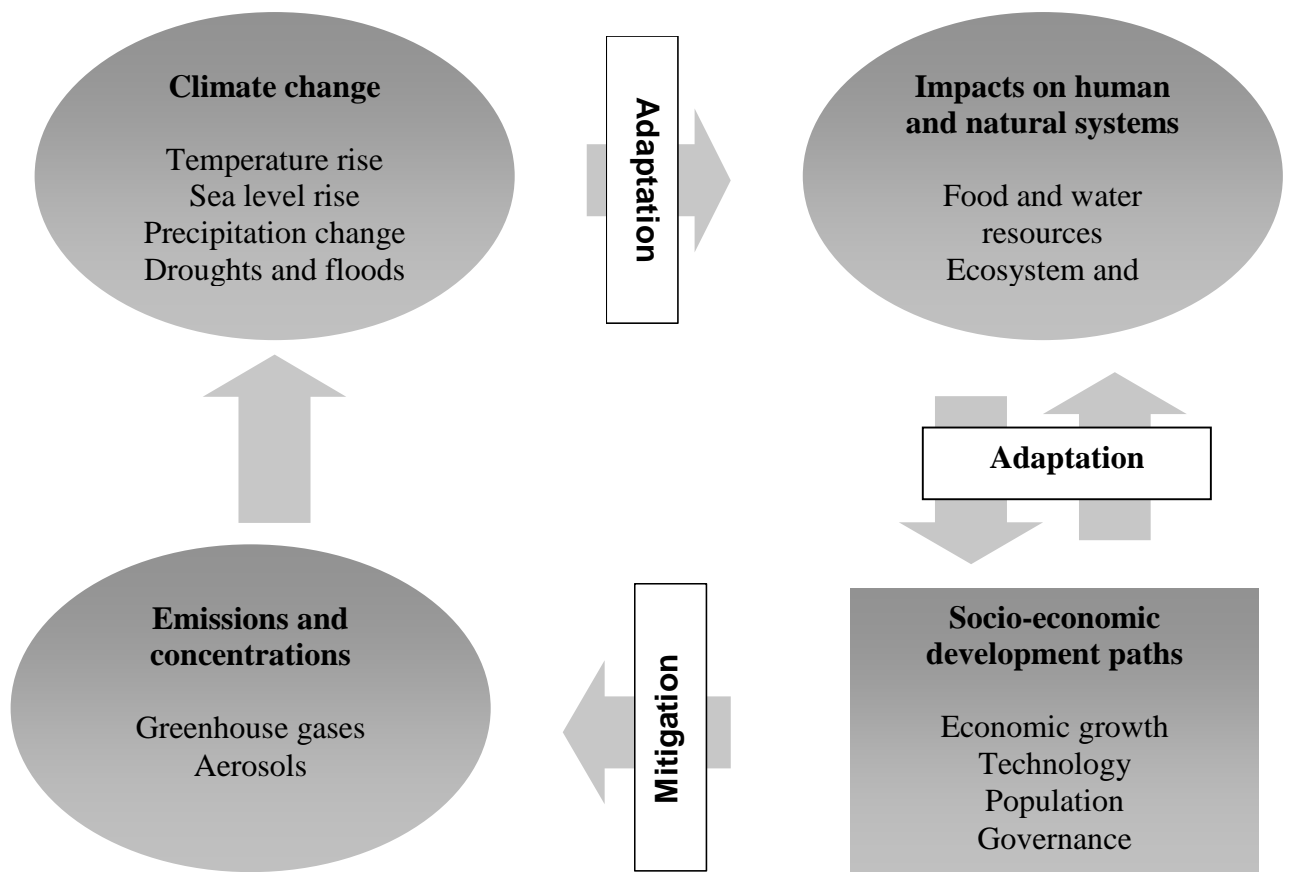 Climate change
Temperature rise
Sea level rise
Precipitation change
Droughts and floods
Adaptation
Impacts on human
and natural systems
Food and water
resources
Ecosystem and
Adaptation
Emissions and
concentrations
Greenhouse gases
Aerosols
Mitigation
Socio-economic
development paths
Economic growth
Technology
Population
Governance